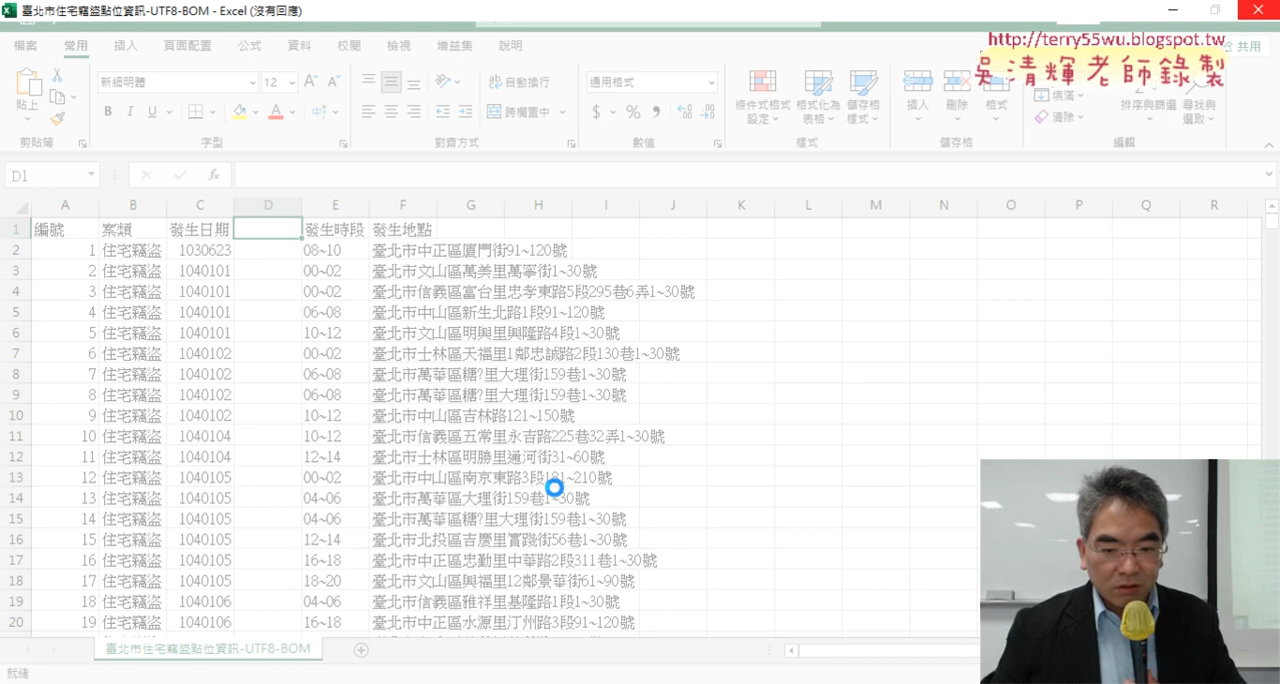 臺北市住宅竊盜點位資訊-UTF8-BOM - Excel (沒有回應)
檔案 常用 插入 頁面配置 公式 資料 校閱 檢視 增益集 說明 共用
http://terry55wu.blogspot.tw
吳清輝老師錄製
貼上 新細明體 12 A A 自動換行 通用格式 條件式格式設定 格式化為表格 儲存格樣式 插入 刪除 格式 填滿 清除 排序與篩選 尋找與選取
B I U A 跨欄置中 $ %
剪貼簿 字型 對齊方式 數值 樣式 儲存格 編輯
D1 fx
A B C D E F G H I J K L M N O P Q R
1 編號 案類 發生日期 發生時段 發生地點
2 1 住宅竊盜 1030623 08~10 臺北市中正區廈門街91~120號
3 2 住宅竊盜 1040101 00~02 臺北市文山區萬美里萬寧街1~30號
4 3 住宅竊盜 1040101 00~02 臺北市信義區富台里忠孝東路5段295巷6弄1~30號
5 4 住宅竊盜 1040101 06~08 臺北市中山區新生北路1段91~120號
6 5 住宅竊盜 1040101 10~12 臺北市文山區明興里興隆路4段1~30號
7 6 住宅竊盜 1040102 00~02 臺北市士林區天福里1鄰忠誠路2段130巷1~30號
8 7 住宅竊盜 1040102 06~08 臺北市萬華區糖?里大理街159巷1~30號
9 8 住宅竊盜 1040102 06~08 臺北市萬華區糖?里大理街159巷1~30號
10 9 住宅竊盜 1040102 10~12 臺北市中山區吉林路121~150號
11 10 住宅竊盜 1040104 10~12 臺北市信義區五常里永吉路225巷32弄1~30號
12 11 住宅竊盜 1040104 12~14 臺北市士林區明勝里通河街31~60號
13 12 住宅竊盜 1040105 00~02 臺北市中山區南京東路3段181~210號
14 13 住宅竊盜 1040105 04~06 臺北市萬華區大理街159巷1~30號
15 14 住宅竊盜 1040105 04~06 臺北市萬華區糖?里大理街159巷1~30號
16 15 住宅竊盜 1040105 12~14 臺北市北投區吉慶里實踐街56巷1~30號
17 16 住宅竊盜 1040105 16~18 臺北市中正區忠勤里中華路2段311巷1~30號
18 17 住宅竊盜 1040105 18~20 臺北市文山區興福里12鄰景華街61~90號
19 18 住宅竊盜 1040106 04~06 臺北市信義區雅祥里基隆路1段1~30號
20 19 住宅竊盜 1040106 16~18 臺北市中正區水源里汀州路3段91~120號
臺北市住宅竊盜點位資訊-UTF8-BOM
就緒